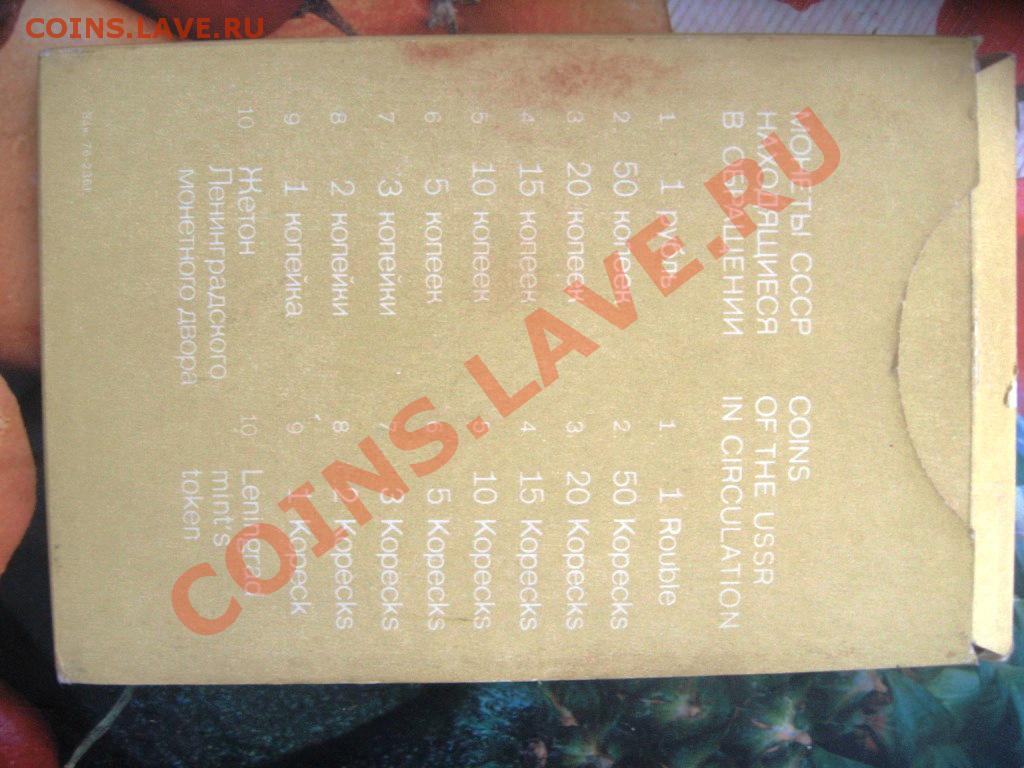 COINS.LAVE.RU
МОНЕТЫ СССР
НАХОДЯЩИЕСЯ
В ОБРАЩЕНИИ
1. 1 рубль
2. 50 копеек
3. 20 копеек
4. 15 копеек
5. 10 копеек
6. 5 копеек
7. 3 копейки
8. 2 копейки
9. 1 копейка
10. Жетон
Ленинградского
монетного двора
COINS
OF THE USSR
IN CIRCULATION
1. 1 Rouble
2. 50 Kopecks
3. 20 Kopecks
4. 15 Kopecks
5. 10 Kopecks
6. 5 Kopecks
7. 3 Kopecks
8. 2 Kopecks
9. 1 Kopeck
10. Leningrad
mint's
token
COINS.LAVE.RU